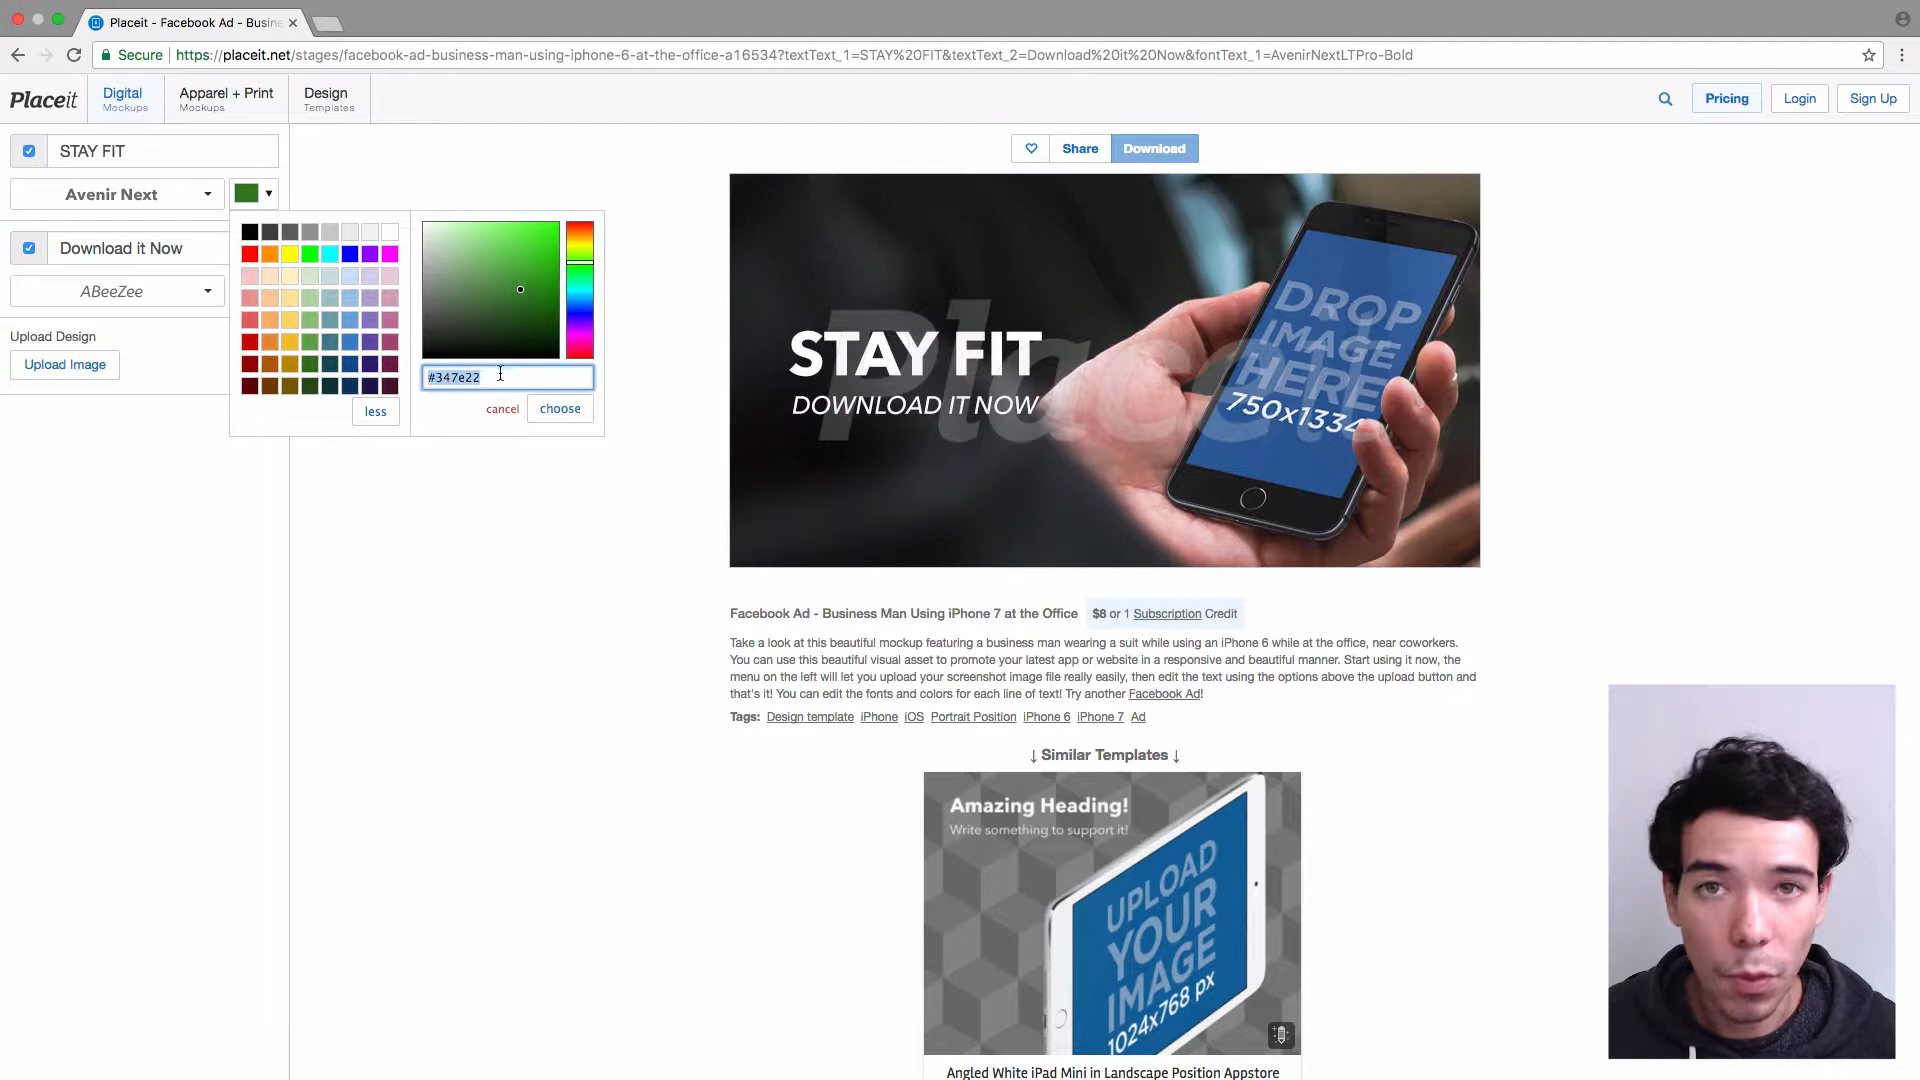 Placeit - Facebook Ad - Busine
Secure https://placeit.net/stages/facebook-ad-business-man-using-iphone-6-at-the-office-a16534?textText_1=STAY%20FIT&textText_2=Download%20it%20Now&fontText_1=AvenirNextLTPro-Bold
Placeit
Digital
Mockups
Apparel + Print
Mockups
Design
Templates
Pricing
Login
Sign Up
STAY FIT
Avenir Next
Download it Now
ABeeZee
Upload Design
Upload Image
#347e22
less
cancel
choose
Share
Download
Placeit
STAY FIT
DOWNLOAD IT NOW
DROP
IMAGE
HERE
750x1334
Facebook Ad - Business Man Using iPhone 7 at the Office $8 or 1 Subscription Credit
Take a look at this beautiful mockup featuring a business man wearing a suit while using an iPhone 6 while at the office, near coworkers.
You can use this beautiful visual asset to promote your latest app or website in a responsive and beautiful manner. Start using it now, the
menu on the left will let you upload your screenshot image file really easily, then edit the text using the options above the upload button and
that's it! You can edit the fonts and colors for each line of text! Try another Facebook Ad!
Tags: Design template iPhone iOS Portrait Position iPhone 6 iPhone 7 Ad
↓ Similar Templates ↓
Amazing Heading!
Write something to support it!
UPLOAD
YOUR
IMAGE
1024x768 px
Angled White iPad Mini in Landscape Position Appstore